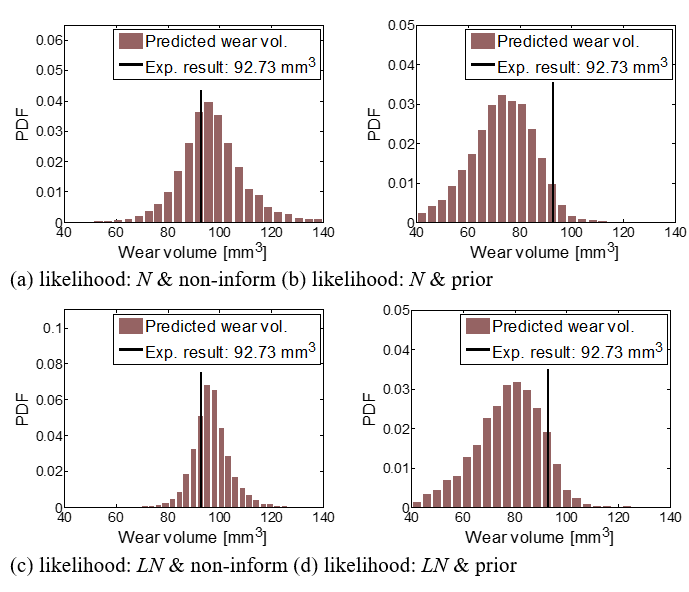 0.06
0.05
0.04
0.03
0.02
0.01
0
PDF
Predicted wear vol.
Exp. result: 92.73 mm3
40 60 80 100 120 140
Wear volume [mm3]
0.05
0.04
0.03
0.02
0.01
0
PDF
Predicted wear vol.
Exp. result: 92.73 mm3
40 60 80 100 120 140
Wear volume [mm3]
(a) likelihood: N & non-inform (b) likelihood: N & prior
0.1
0.08
0.06
0.04
0.02
0
PDF
Predicted wear vol.
Exp. result: 92.73 mm3
40 60 80 100 120 140
Wear volume [mm3]
0.05
0.04
0.03
0.02
0.01
0
PDF
Predicted wear vol.
Exp. result: 92.73 mm3
40 60 80 100 120 140
Wear volume [mm3]
(c) likelihood: LN & non-inform (d) likelihood: LN & prior